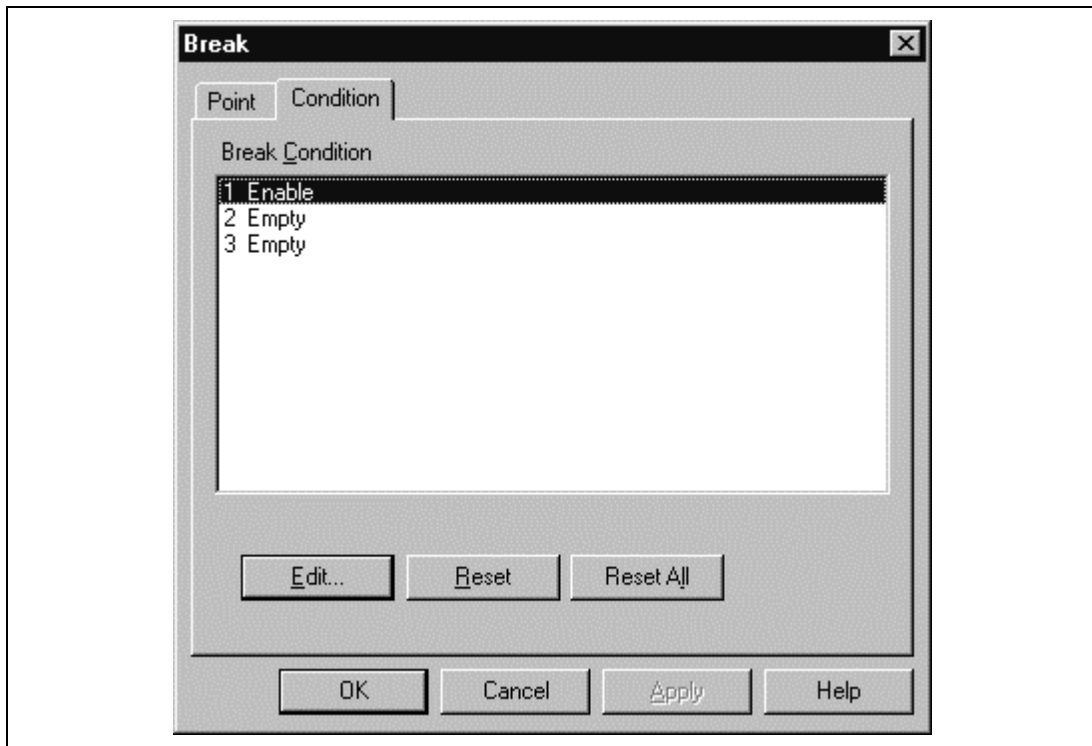 Break
Point Condition
Break Condition
1 Enable
2 Empty
3 Empty
Edit... Reset Reset All
OK Cancel Apply Help